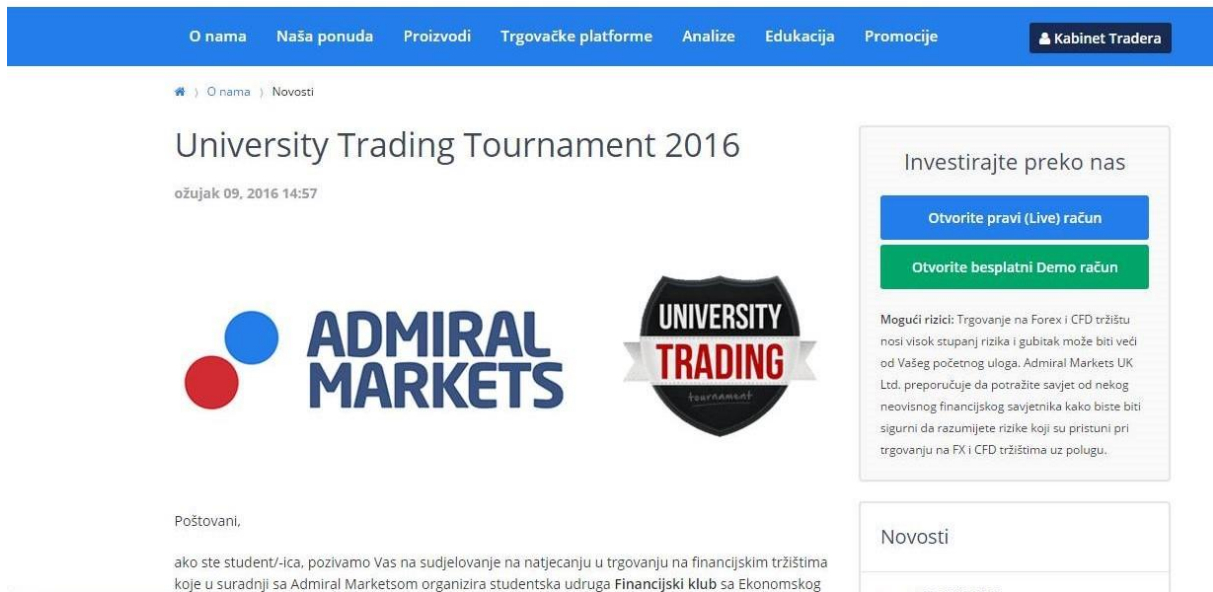 O nama Naša ponuda Proizvodi Trgovačke platforme Analize Edukacija Promocije Kabinet Tradera
O nama Novosti
University Trading Tournament 2016
ožujak 09, 2016 14:57
ADMIRAL
MARKETS
UNIVERSITY
TRADING
tournament
Poštovani,
ako ste student/-ica, pozivamo Vas na sudjelovanje na natjecanju u trgovanju na financijskim tržištima
koje u suradnji sa Admiral Marketsom organizira studentska udruga Financijski klub sa Ekonomskog
Investirajte preko nas
Otvorite pravi (Live) račun
Otvorite besplatni Demo račun
Mogući rizici: Trgovanje na Forex i CFD tržištu
nosi visok stupanj rizika i gubitak može biti veći
od Vašeg početnog uloga. Admiral Markets UK
Ltd. preporučuje da potražite savjet od nekog
neovisnog financijskog savjetnika kako biste biti
sigurni da razumijete rizike koji su pristuni pri
trgovanju na FX i CFD tržištima uz polugu.
Novosti